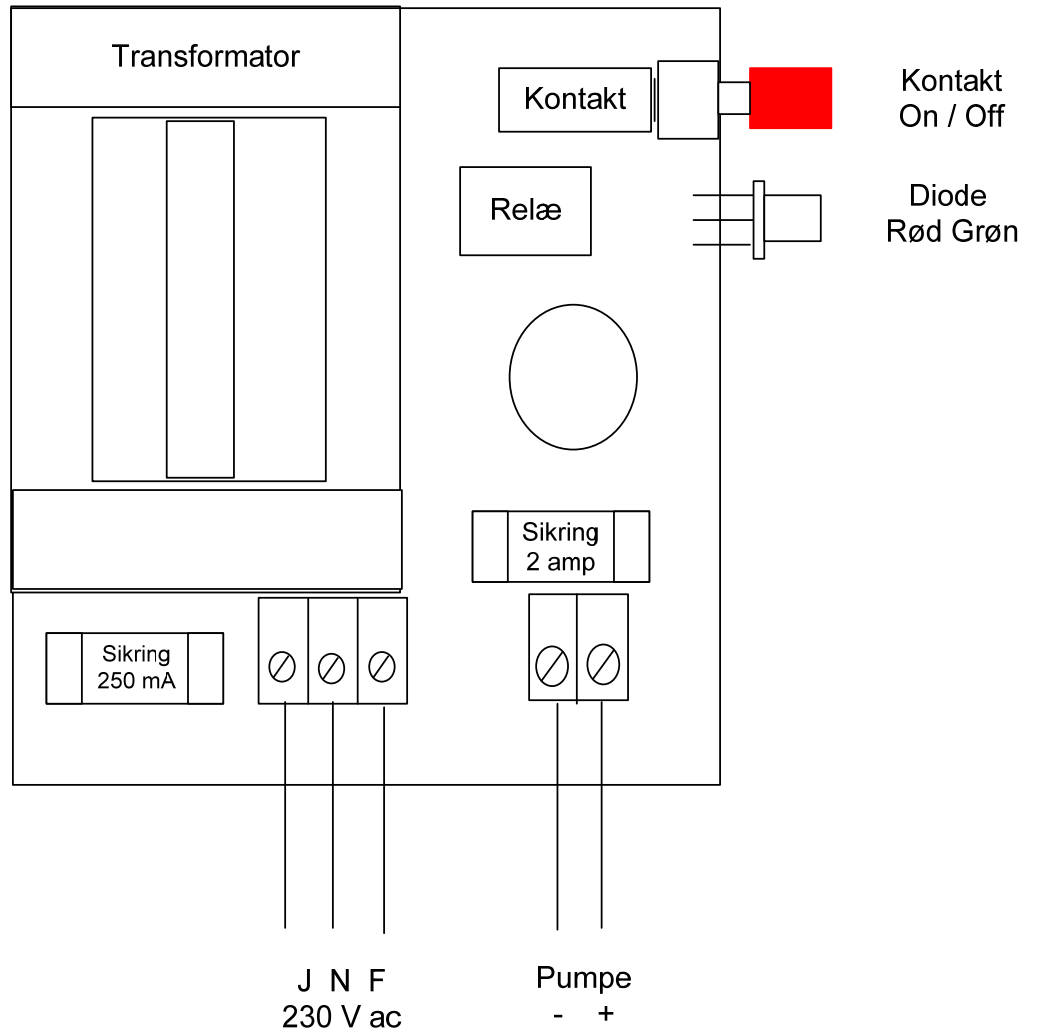 Transformator
Kontakt
Kontakt
On / Off
Relæ
Diode
Rød Grøn
Sikring
2 amp
Sikring
250 mA
J N F
230 V ac
Pumpe
- +